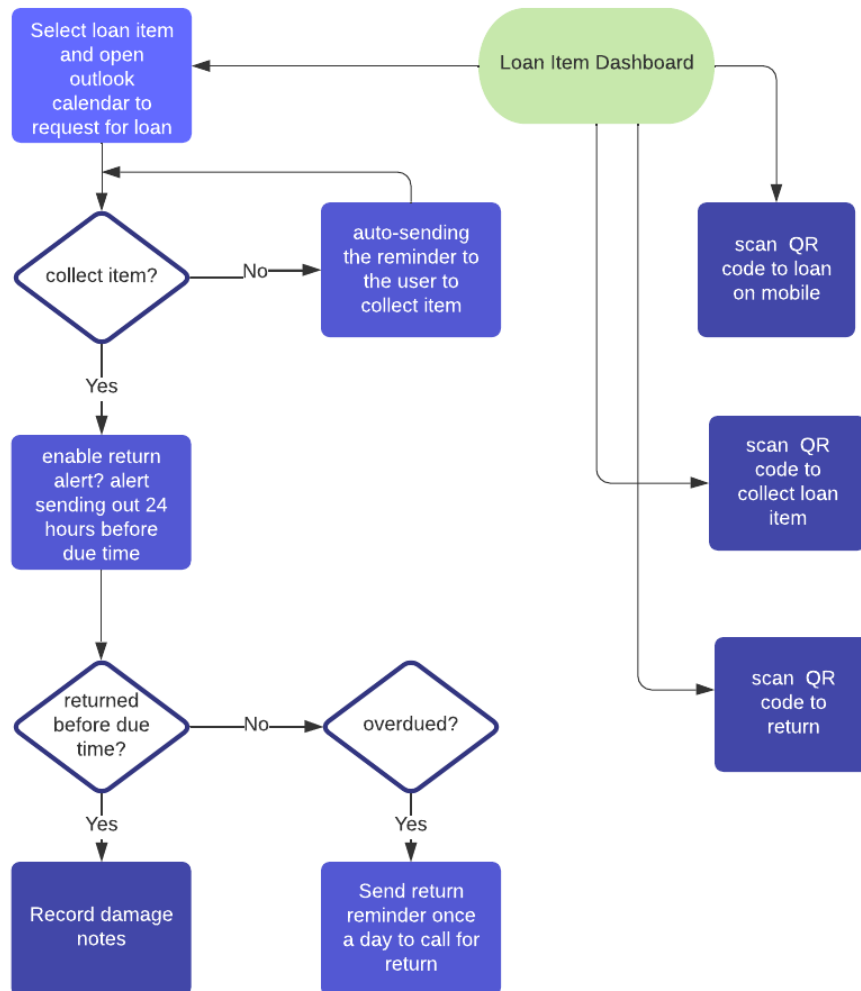 Select loan item
and open
outlook
calendar to
request for loan
Loan Item Dashboard
collect item?
No
auto-sending
the reminder to
the user to
collect item
scan QR
code to loan
on mobile
Yes
enable return
alert? alert
sending out 24
hours before
due time
scan QR
code to
collect loan
item
returned
before due
time?
No
overdued?
scan QR
code to
return
Yes
Yes
Record damage
notes
Send return
reminder once
a day to call for
return